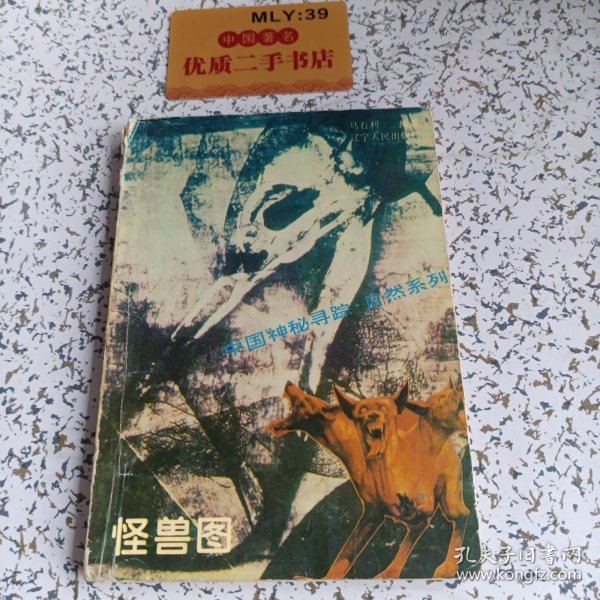 MLY:39
中国著名
优质二手书店
马石利
辽宁人民出版社
中国神秘寻踪·自然系列
怪兽图
孔夫子旧书网
www.kongfz.com